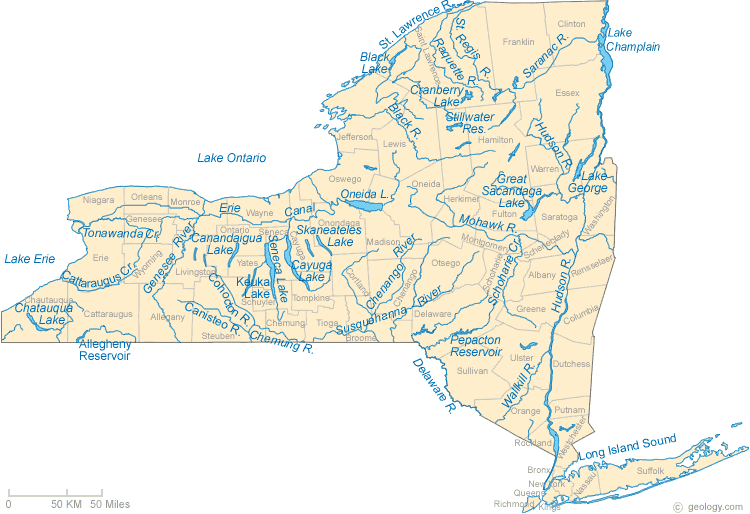 St. Lawrence R.
St. Regis R.
Clinton
Lake
Champlain
Franklin
Saint Lawrence
Raquette R.
Saranac R.
Black
Lake
Cranberry
Lake
Essex
Stillwater
Res.
Black R.
Jefferson
Lewis
Hamilton
Hudson R.
Warren
Lake Ontario
Lake
George
Oswego
Oneida L.
Oneida
Herkimer
Great
Sacandaga
Lake
Fulton
Saratoga
Washington
Niagara
Orleans
Monroe
Erie
Wayne
Canal
Genesee
Onondaga
Mohawk R.
Tonawanda Cr.
Genesee River
Ontario
Seneca
Cayuga
Skaneateles
Lake
Madison
Montgomery
Schenectady
Canandaigua
Lake
Lake Erie
Erie
Wyoming
Livingston
Yates
Seneca Lake
Cayuga
Lake
Cortland
Chenango River
Chenango
Otsego
Schoharie
Schoharie Cr.
Albany
Rensselaer
Cattaraugus Cr.
Keuka
Lake
Cohocton R.
Schuyler
Tompkins
Hudson R.
Chautauqua
Chatauqua
Lake
Cattaraugus
Allegany
Canisteo R.
Steuben
Chemung
Chemung R.
Tioga
Susquehanna River
Broome
Delaware
Greene
Columbia
Allegheny
Reservoir
Pepacton
Reservoir
Ulster
Delaware R.
Sullivan
Wallkill R.
Dutchess
Orange
Putnam
Rockland
Westchester
Long Island Sound
Bronx
New York
Queens
Richmond
Kings
Nassau
Suffolk
0
50 KM
50 Miles
© geology.com